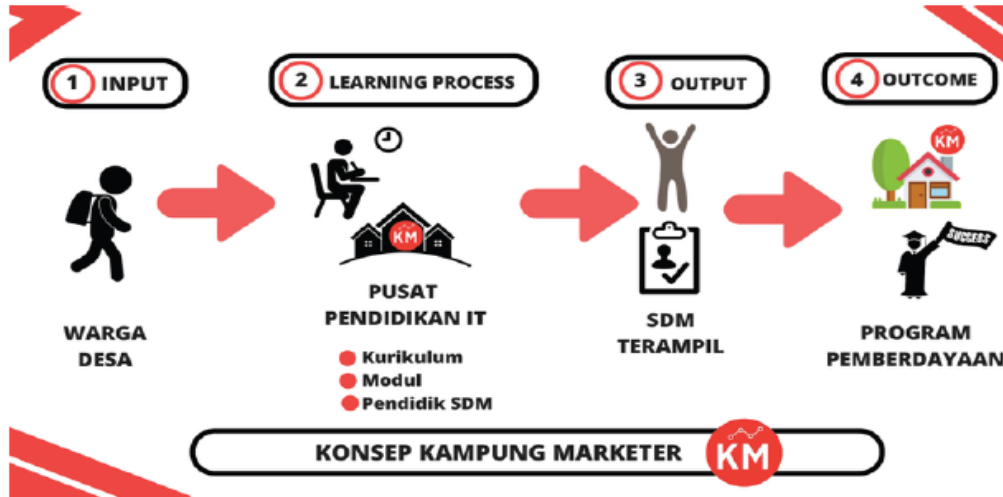 1 INPUT
2 LEARNING PROCESS
3 OUTPUT
4 OUTCOME
KM
SUCCESS
KM
WARGA
DESA
PUSAT
PENDIDIKAN IT
Kurikulum
Modul
Pendidik SDM
SDM
TERAMPIL
PROGRAM
PEMBERDAYAAN
KONSEP KAMPUNG MARKETER KM